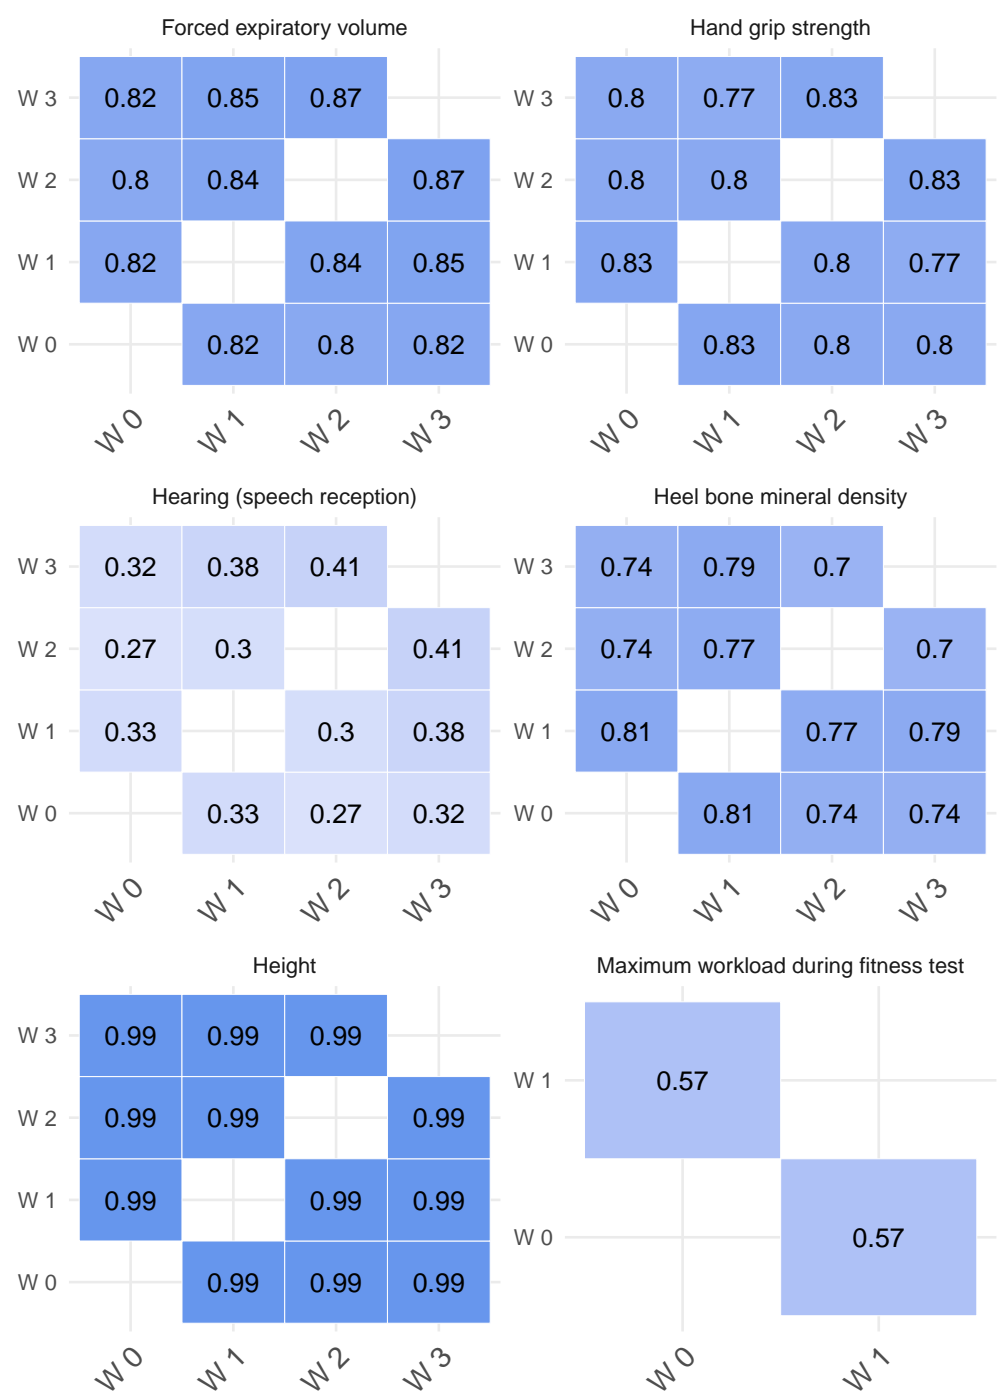 Forced expiratory volume
Hand grip strength
W 3 0.82 0.85 0.87
W 3 0.8 0.77 0.83
W 2 0.8 0.84 0.87
W 2 0.8 0.8 0.83
W 1 0.82 0.84 0.85
W 1 0.83 0.8 0.77
W 0 0.82 0.8 0.82
W 0 0.83 0.8 0.8
W 0 W 1 W 2 W 3
W 0 W 1 W 2 W 3
Hearing (speech reception)
Heel bone mineral density
W 3 0.32 0.38 0.41
W 3 0.74 0.79 0.7
W 2 0.27 0.3 0.41
W 2 0.74 0.77 0.7
W 1 0.33 0.3 0.38
W 1 0.81 0.77 0.79
W 0 0.33 0.27 0.32
W 0 0.81 0.74 0.74
W 0 W 1 W 2 W 3
W 0 W 1 W 2 W 3
Height
Maximum workload during fitness test
W 3 0.99 0.99 0.99
W 2 0.99 0.99 0.99
W 1 0.99 0.99 0.99
W 0 0.99 0.99 0.99
W 0 W 1 W 2 W 3
W 1 0.57
W 0 0.57
W 0 W 1